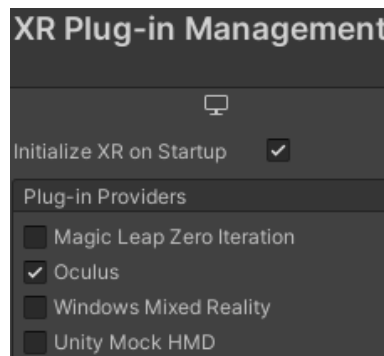 XR Plug-in Management
Initialize XR on Startup
Plug-in Providers
Magic Leap Zero Iteration
Oculus
Windows Mixed Reality
Unity Mock HMD